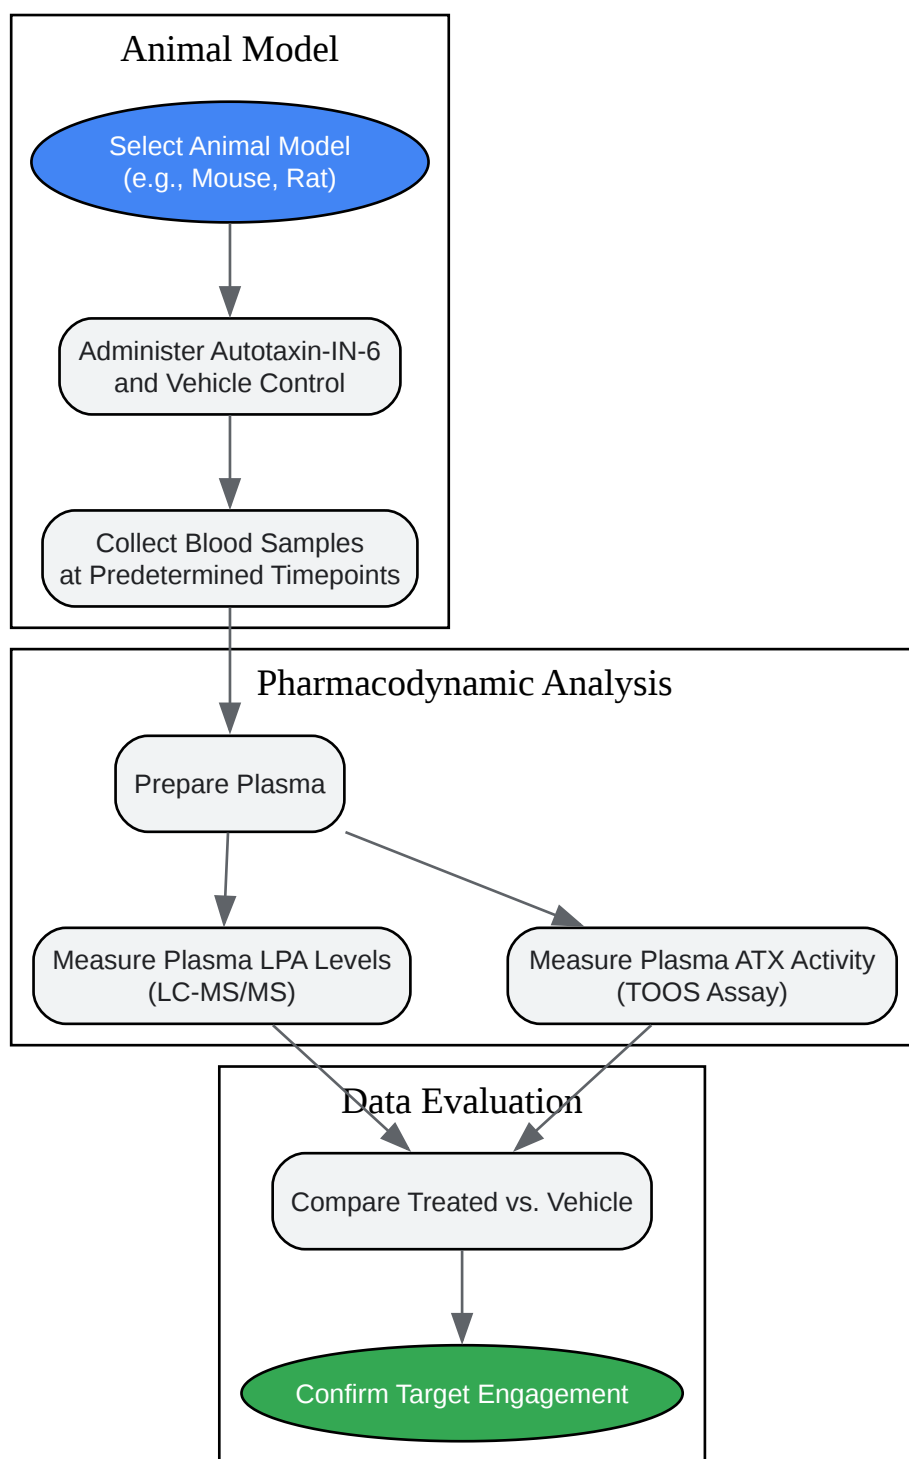 Animal Model
Select Animal Model
(e.g., Mouse, Rat)
Administer Autotaxin-IN-6
and Vehicle Control
Collect Blood Samples
at Predetermined Timepoints
Pharmacodynamic Analysis
Prepare Plasma
Measure Plasma LPA Levels
(LC-MS/MS)
Measure Plasma ATX Activity
(TOOS Assay)
Data Evaluation
Compare Treated vs. Vehicle
Confirm Target Engagement